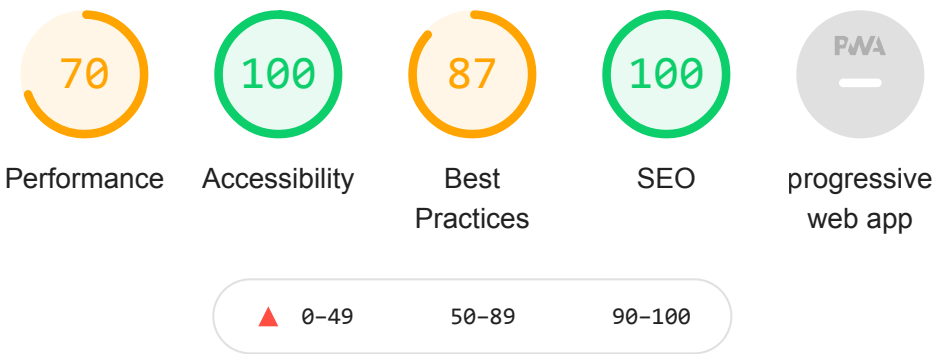 70 100 87 100 PWA
Performance Accessibility Best Practices SEO progressive web app
0–49 50–89 90–100